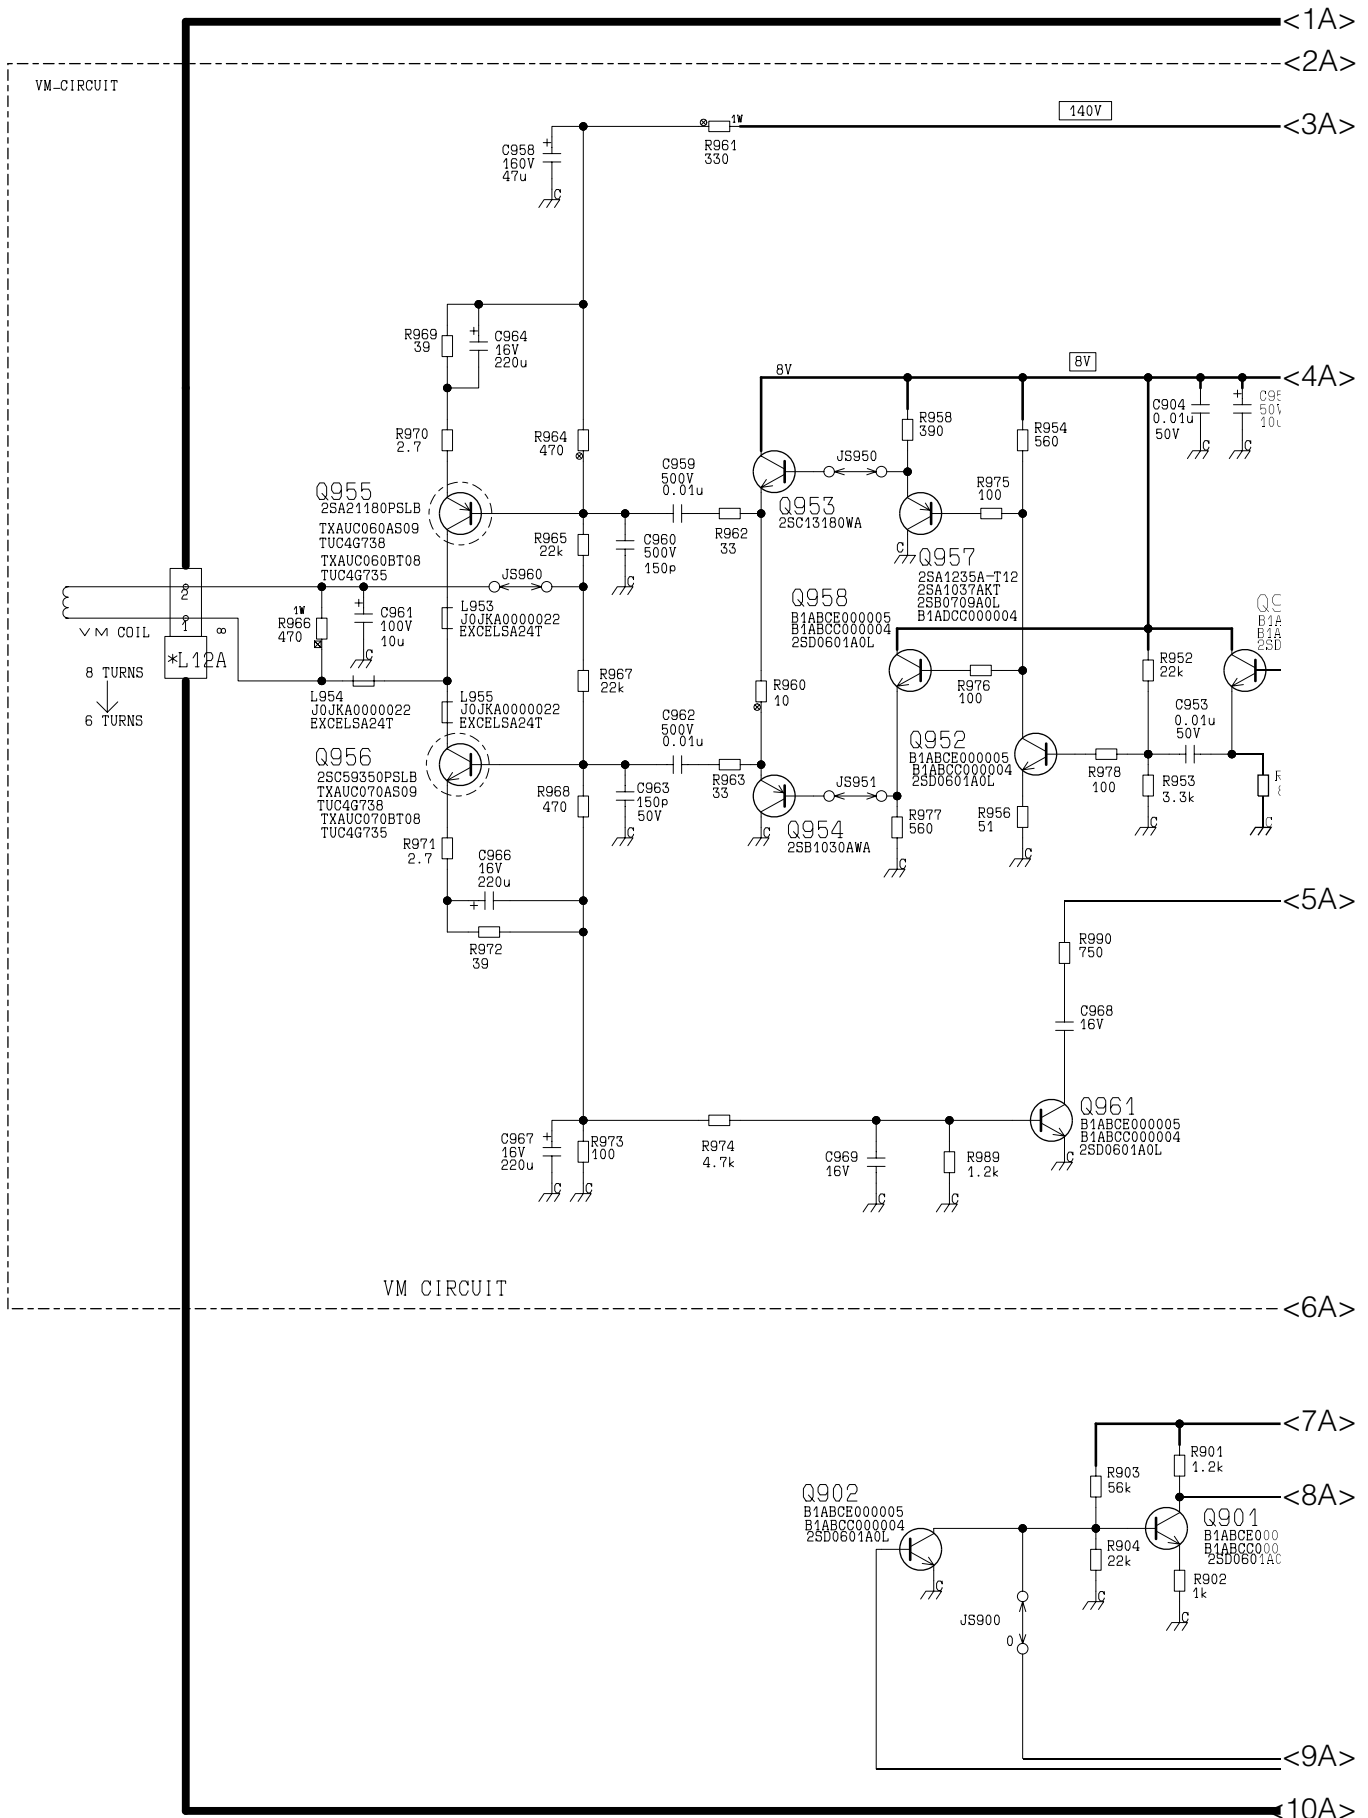 <1A>
<2A>
VM_CIRCUIT
140V
<3A>
1W
R961
330
C958
160V
47u
C
R969
39
C964
16V
220u
8V
8V
<4A>
C904
0.01u
50V
C
C
R958
390
R954
560
R970
2.7
R964
470
C959
500V
0.01u
JS950
R975
100
Q955
2SA21180PSLB
TXAUC060AS09
TUC4G738
TXAUC060BT08
TUC4G735
Q953
2SC13180WA
R962
33
R965
22k
C960
500V
150p
C
C
Q957
2SA1235A-T12
2SA1037AKT
2SB0709A0L
B1ADCC000004
JS960
Q958
B1ABCE000005
B1ABCC000004
2SD0601A0L
2
1
VM COIL
8 TURNS
6 TURNS
∞
*L12A
1W
R966
470
C961
100V
10u
C
L953
J0JKA0000022
EXCELSA24T
L954
J0JKA0000022
EXCELSA24T
L955
J0JKA0000022
EXCELSA24T
R967
22k
R960
10
R976
100
R952
22k
C953
0.01u
50V
C962
500V
0.01u
Q952
B1ABCE000005
B1ABCC000004
2SD0601A0L
Q956
2SC59350PSLB
TXAUC070AS09
TUC4G738
TXAUC070BT08
TUC4G735
R968
470
C963
150p
50V
C
R963
33
JS951
R978
100
R953
3.3k
C
C
Q954
2SB1030AWA
C
R977
560
C
R956
51
C
R971
2.7
C966
16V
220u
R972
39
<5A>
R990
750
C968
16V
Q961
B1ABCE000005
B1ABCC000004
2SD0601A0L
C
C967
16V
220u
C
R973
100
C
R974
4.7k
C969
16V
C
R989
1.2k
C
VM CIRCUIT
<6A>
<7A>
R901
1.2k
R903
56k
<8A>
Q902
B1ABCE000005
B1ABCC000004
2SD0601A0L
C
Q901
B1ABCE000
B1ABCC000
2SD0601A0
R904
22k
C
R902
1k
C
JS900
0
<9A>
10A>